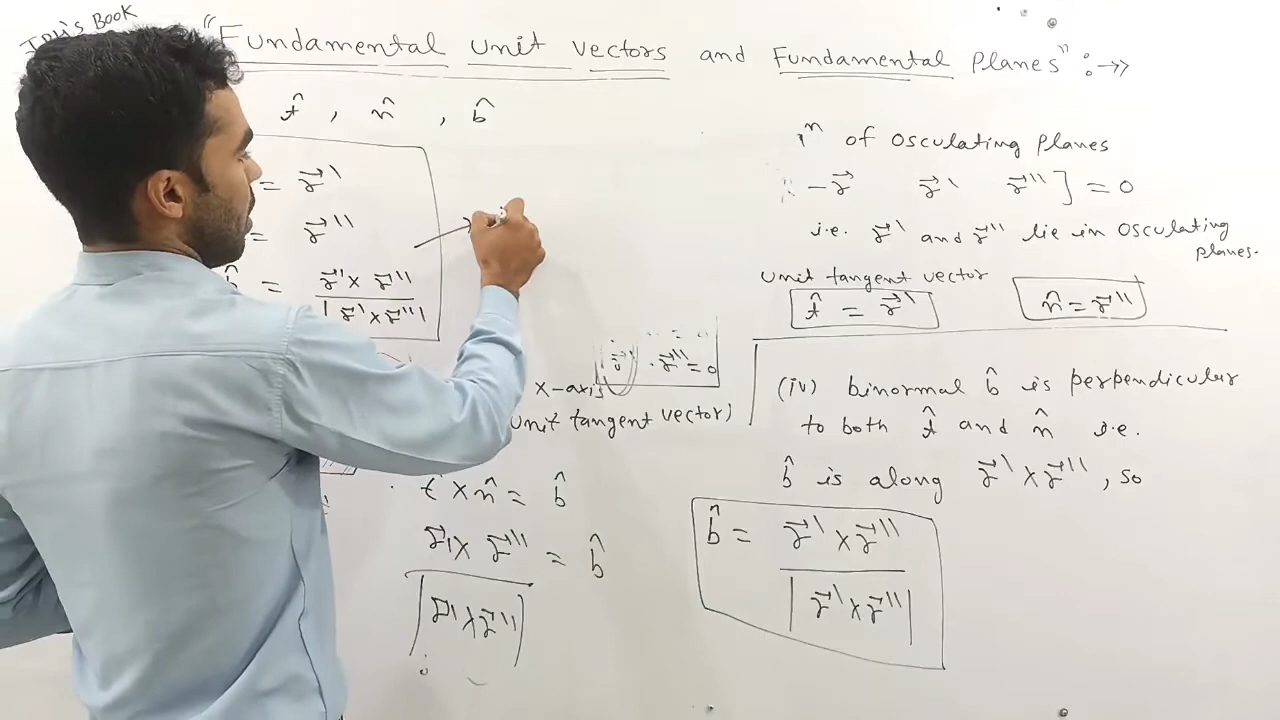 Book
"Fundamental unit vectors and Fundamental Planes" :→»
t̂ , n̂ , b̂
= r⃗'
= r⃗''
= r⃗' × r⃗'' / | r⃗' × r⃗'' |
x-axis
· r⃗'' = 0
unit tangent vector)
t × n̂ = b̂
r⃗' × r⃗'' / | r⃗' × r⃗'' | = b̂
of osculating planes
- r⃗ r⃗' r⃗'' ] = 0
i.e. r⃗' and r⃗'' lie in osculating
planes.
unit tangent vector
t̂ = r⃗'
n̂ = r⃗''
(iv) binormal b̂ is perpendicular
to both t̂ and n̂ i.e.
b̂ is along r⃗' × r⃗'' , so
b̂ = r⃗' × r⃗'' / | r⃗' × r⃗'' |